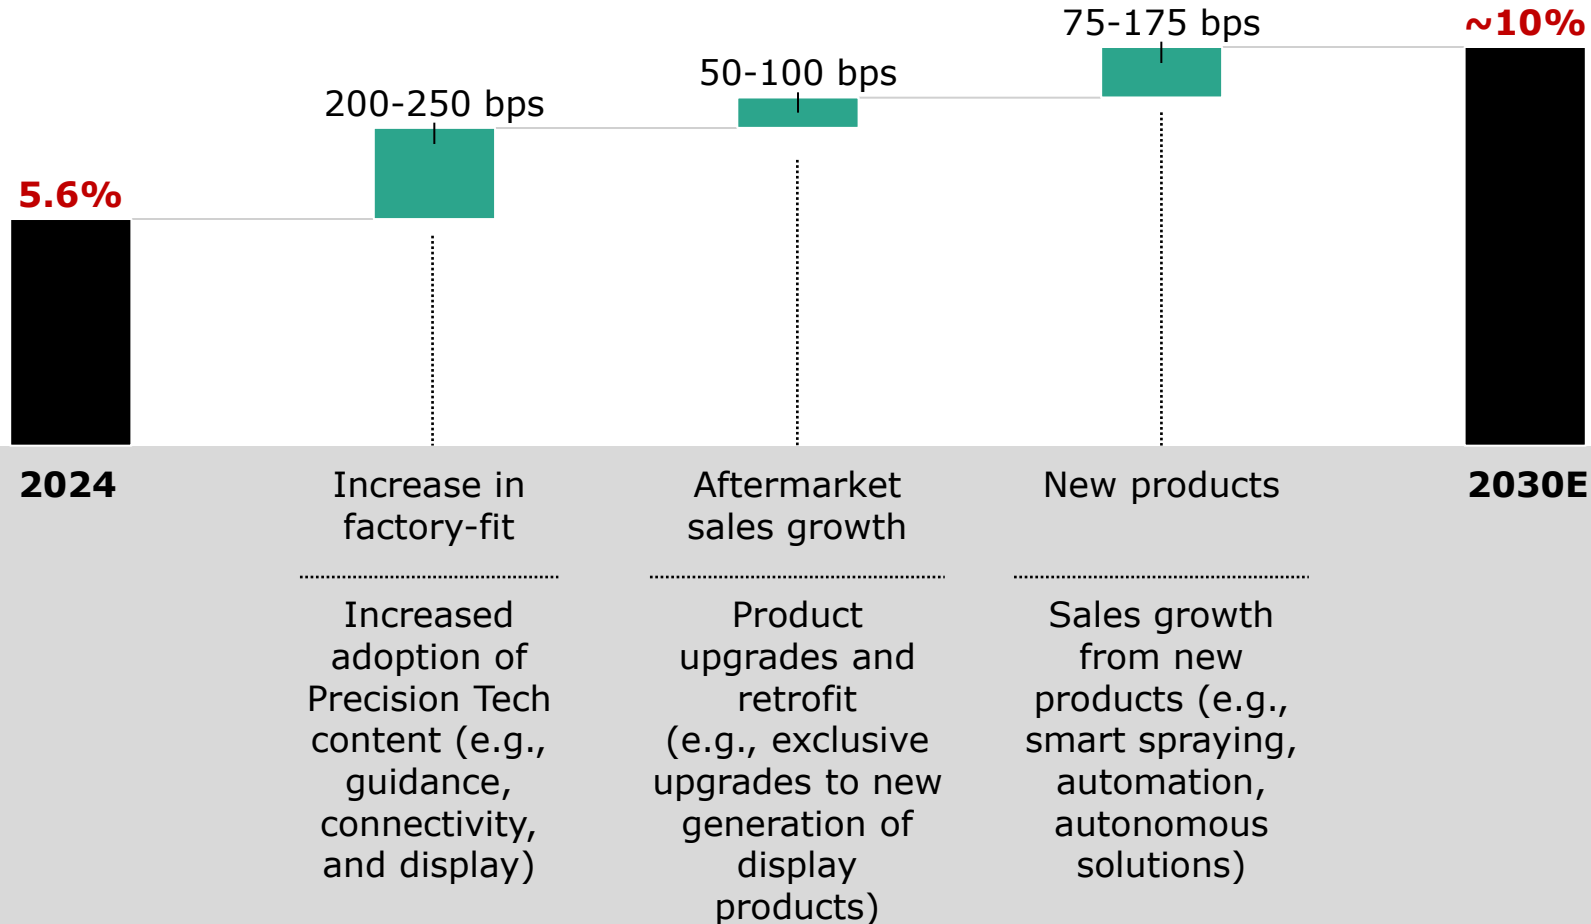 75-175 bps
~10%
50-100 bps
200-250 bps
5.6%
2024
Increase in
factory-fit
Aftermarket
sales growth
New products
2030E
Increased
adoption of
Precision Tech
content (e.g.,
guidance,
connectivity,
and display)
Product
upgrades and
retrofit
(e.g., exclusive
upgrades to new
generation of
display
products)
Sales growth
from new
products (e.g.,
smart spraying,
automation,
autonomous
solutions)